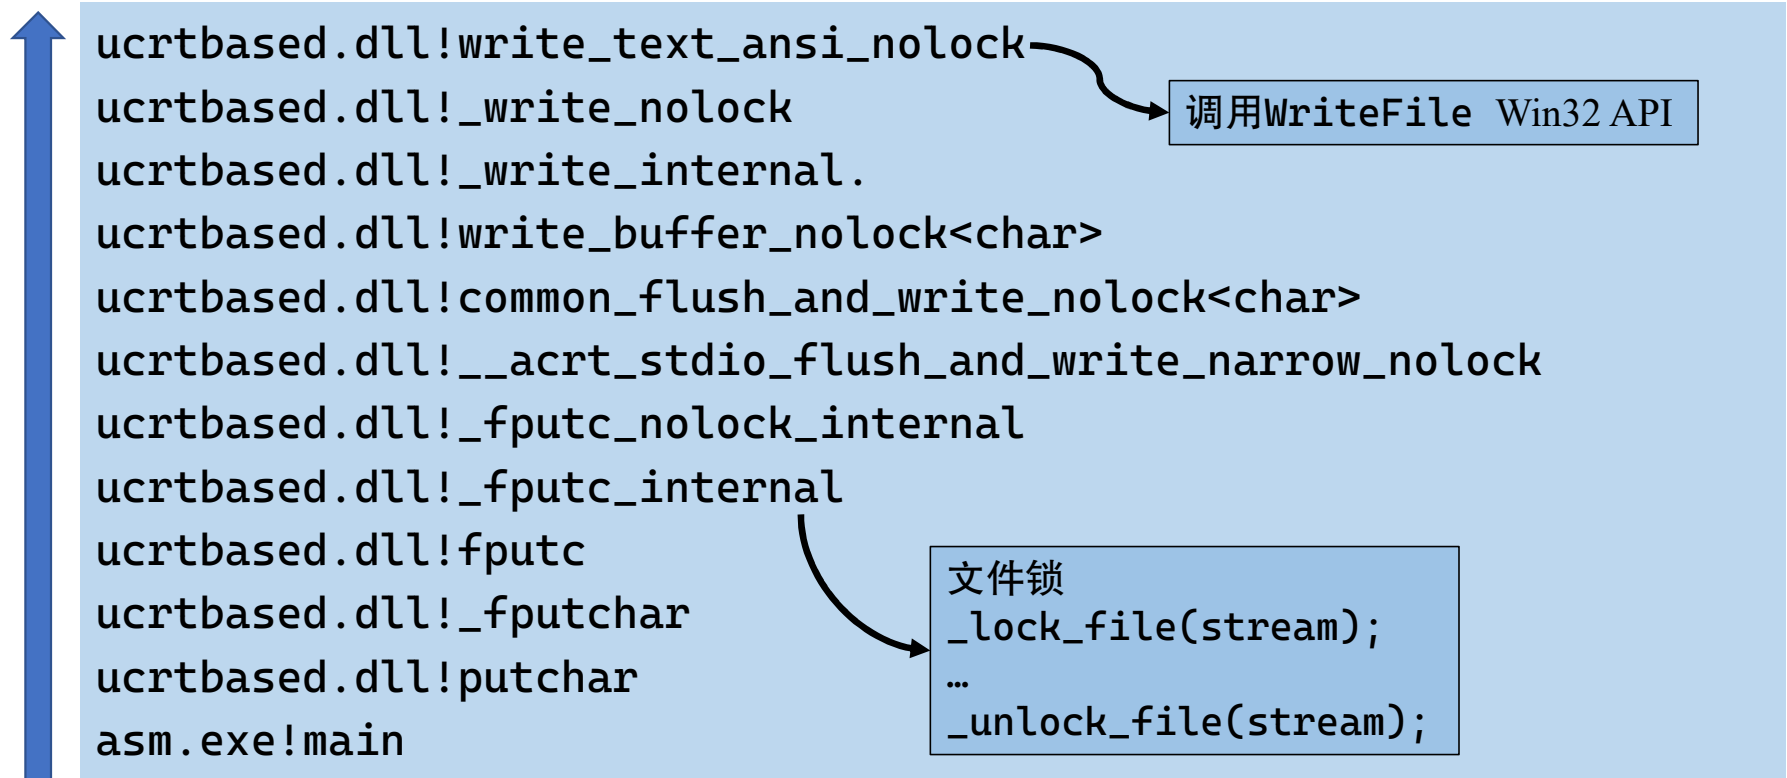 ucrtbased.dll!write_text_ansi_nolock
调用WriteFile Win32 API
ucrtbased.dll!_write_nolock
ucrtbased.dll!_write_internal.
ucrtbased.dll!write_buffer_nolock<char>
ucrtbased.dll!common_flush_and_write_nolock<char>
ucrtbased.dll!__acrt_stdio_flush_and_write_narrow_nolock
ucrtbased.dll!_fputc_nolock_internal
ucrtbased.dll!_fputc_internal
ucrtbased.dll!fputc
ucrtbased.dll!_fputchar
ucrtbased.dll!putchar
asm.exe!main
文件锁
_lock_file(stream);
…
_unlock_file(stream);